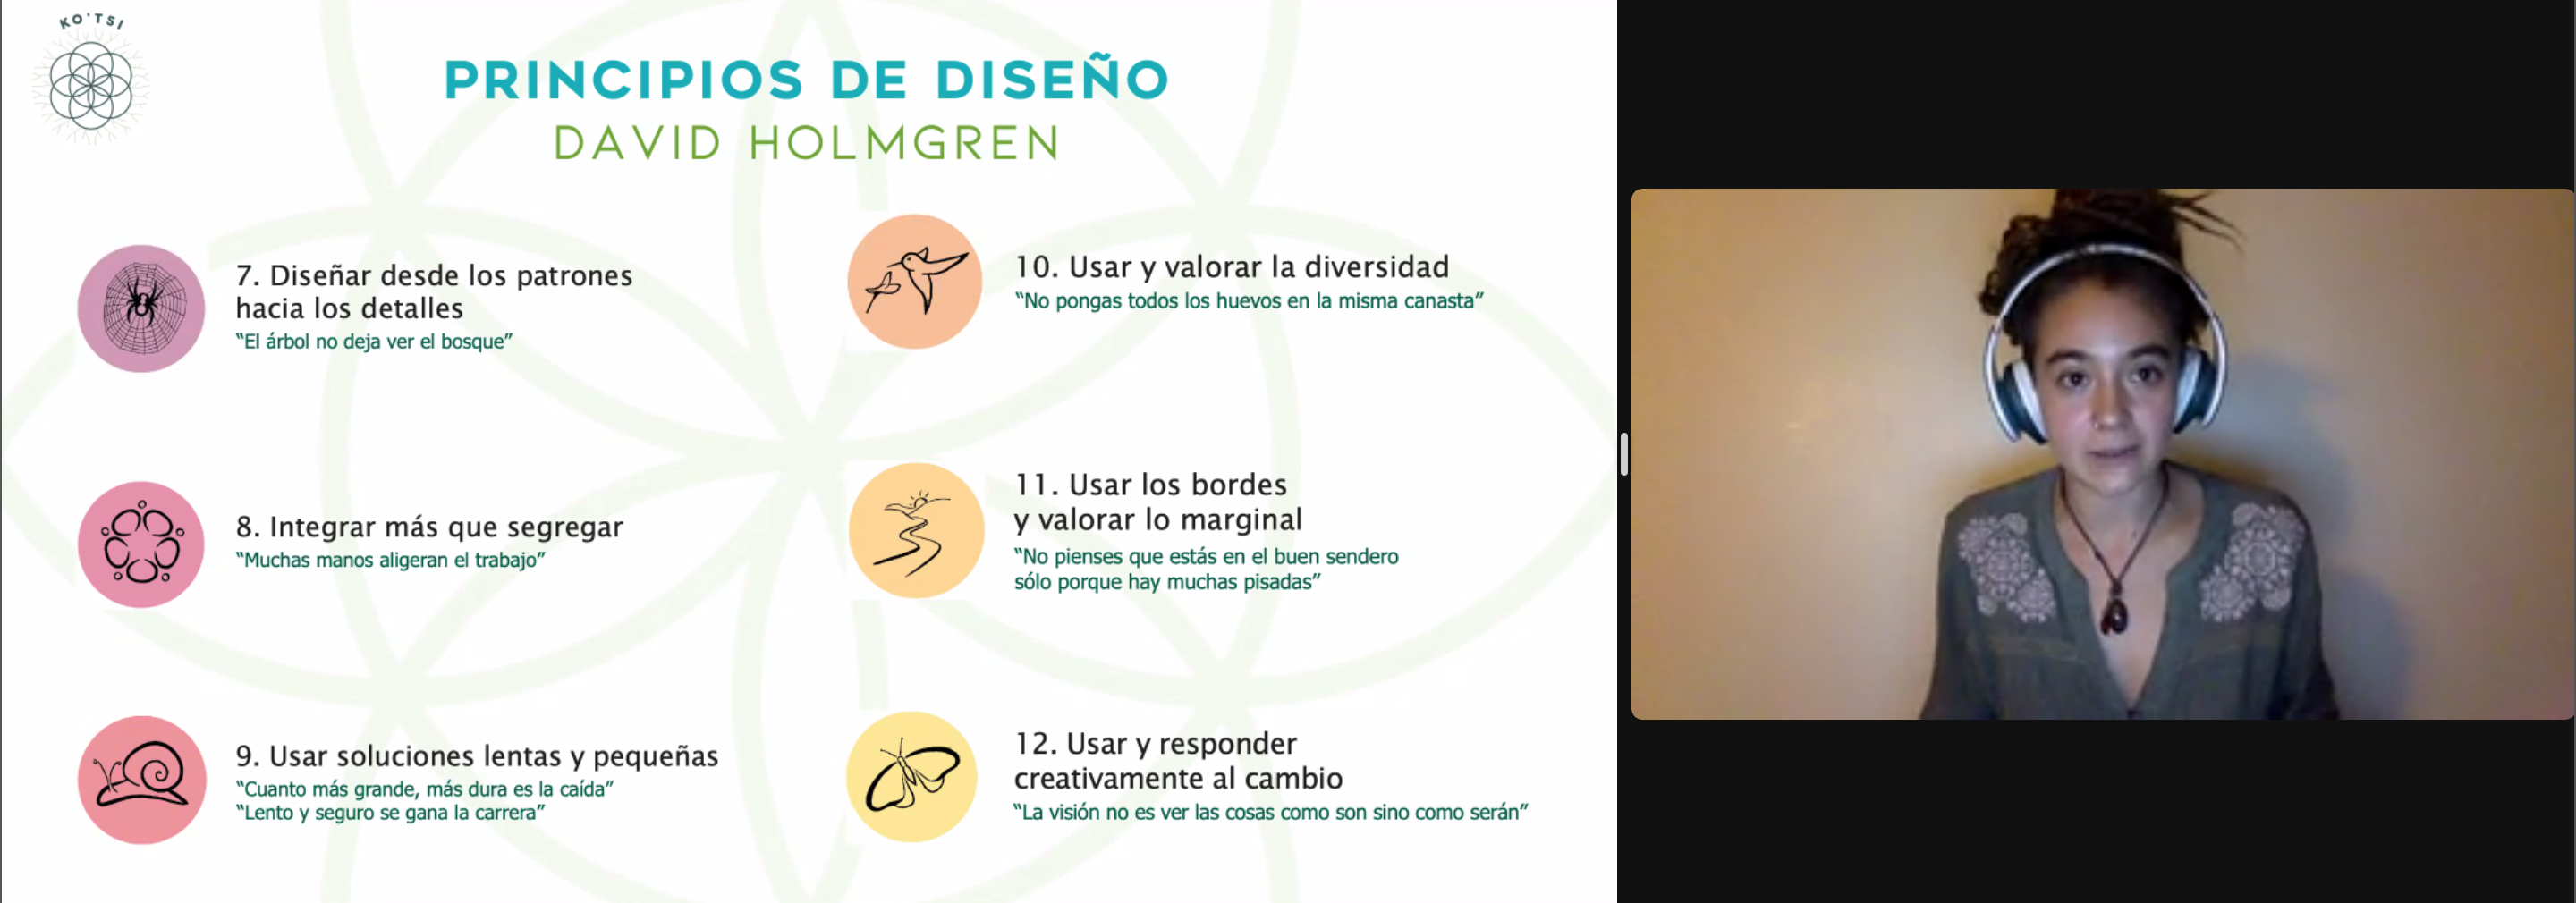 KO'TSI
PRINCIPIOS DE DISEÑO
DAVID HOLMGREN
7. Diseñar desde los patrones
hacia los detalles
“El árbol no deja ver el bosque”
8. Integrar más que segregar
“Muchas manos aligeran el trabajo”
9. Usar soluciones lentas y pequeñas
“Cuanto más grande, más dura es la caída”
“Lento y seguro se gana la carrera”
10. Usar y valorar la diversidad
“No pongas todos los huevos en la misma canasta”
11. Usar los bordes
y valorar lo marginal
“No pienses que estás en el buen sendero
sólo porque hay muchas pisadas”
12. Usar y responder
creativamente al cambio
“La visión no es ver las cosas como son sino como serán”